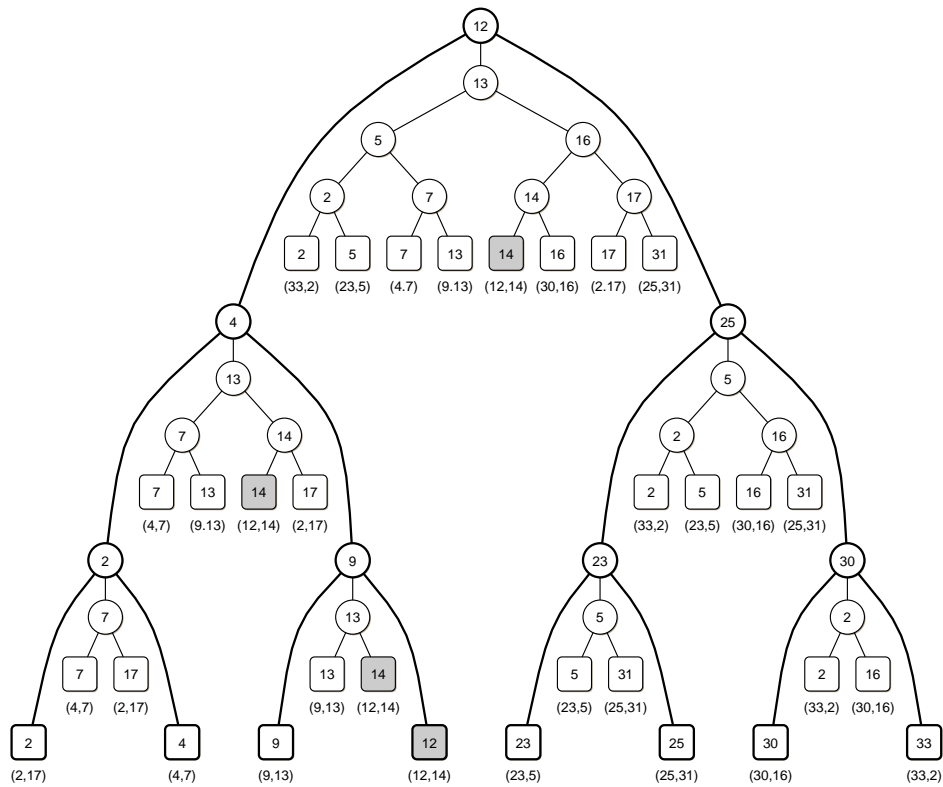 12
13
5 16
2 7 14 17
2 5 7 13 14 16 17 31
(33,2) (23,5) (4.7) (9.13) (12,14) (30,16) (2.17) (25,31)
4 25
13 5
7 14 2 16
7 13 14 17 2 5 16 31
(4,7) (9.13) (12,14) (2,17) (33,2) (23,5) (30,16) (25,31)
2 9 23 30
7 13 5 2
7 17 13 14 5 31 2 16
(4,7) (2,17) (9,13) (12,14) (23,5) (25,31) (33,2) (30,16)
2 4 9 12 23 25 30 33
(2,17) (4,7) (9,13) (12,14) (23,5) (25,31) (30,16) (33,2)